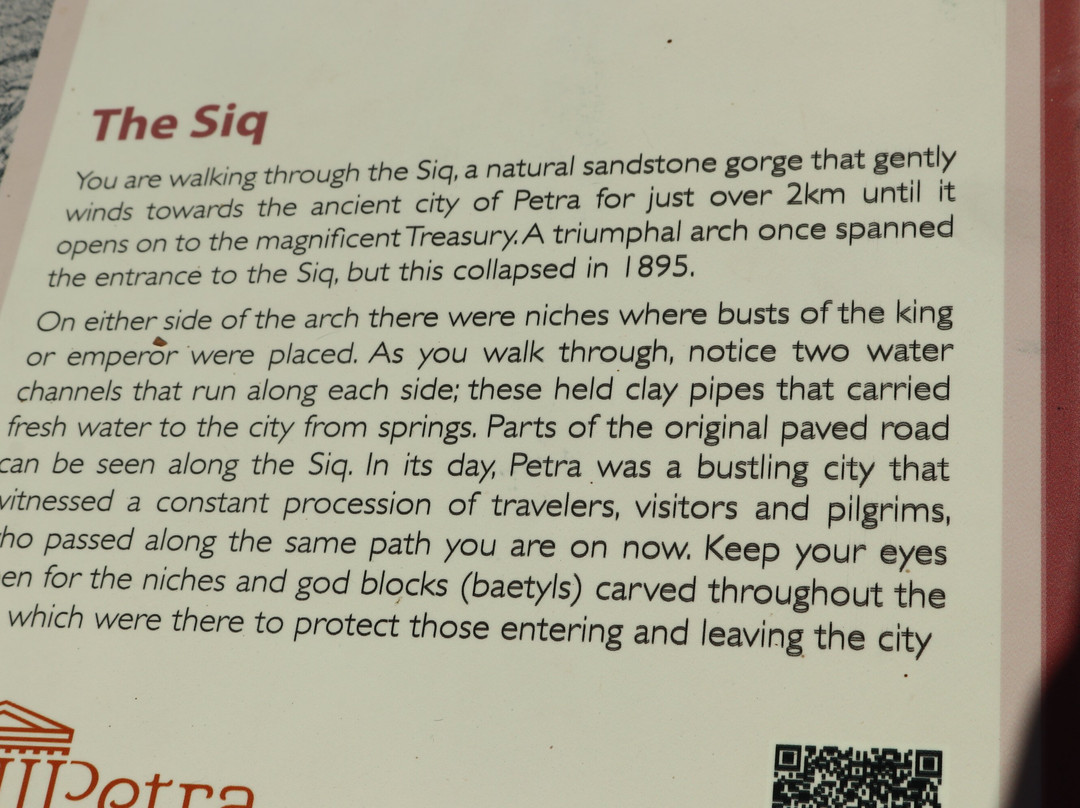 The Siq
You are walking through the Siq, a natural sandstone gorge that gently
winds towards the ancient city of Petra for just over 2km until it
opens on to the magnificent Treasury. A triumphal arch once spanned
the entrance to the Siq, but this collapsed in 1895.
On either side of the arch there were niches where busts of the king
or emperor were placed. As you walk through, notice two water
channels that run along each side; these held clay pipes that carried
fresh water to the city from springs. Parts of the original paved road
can be seen along the Siq. In its day, Petra was a bustling city that
witnessed a constant procession of travelers, visitors and pilgrims,
who passed along the same path you are on now. Keep your eyes
for the niches and god blocks (baetyls) carved throughout the
which were there to protect those entering and leaving the city
Petra